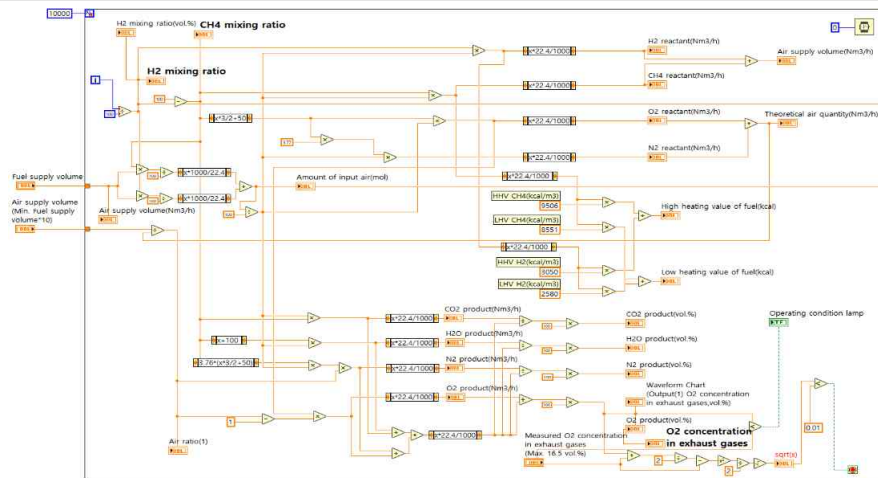 10000
H2 mixing ratio(vol.%)
CH4 mixing ratio
H2 mixing ratio
H2 reactant(Nm3/h)
Air supply volume(Nm3/h)
x*22.4/1000
CH4 reactant(Nm3/h)
x*22.4/1000
x*3/2+50
O2 reactant(Nm3/h)
Theoretical air quantity(Nm3/h)
x*22.4/1000
N2 reactant(Nm3/h)
x*22.4/1000
Fuel supply volume
x*1000/22.4
x*1000/22.4
Amount of input air(mol)
x*22.4/1000
HHV CH4(kcal/m3)
9506
High heating value of fuel(kcal)
LHV CH4(kcal/m3)
8551
Air supply volume
(Min. Fuel supply
volume*10)
Air supply volume(Nm3/h)
x*22.4/1000
HHV H2(kcal/m3)
3050
Low heating value of fuel(kcal)
LHV H2(kcal/m3)
2580
CO2 product(Nm3/h)
x*22.4/1000
CO2 product(vol.%)
Operating condition lamp
TF
H2O product(Nm3/h)
x*22.4/1000
H2O product(vol.%)
x+100
N2 product(Nm3/h)
x*22.4/1000
N2 product(vol.%)
3.76*(x*3/2+50)
O2 product(Nm3/h)
x*22.4/1000
Waveform Chart
(Output(1) O2 concentration
in exhaust gases,vol.%)
1
O2 product(vol.%)
0.01
Air ratio(1)
x*22.4/1000
Measured O2 concentration
in exhaust gases
(Max. 16.5 vol.%)
O2 concentration
in exhaust gases
sqrt(x)
2
2